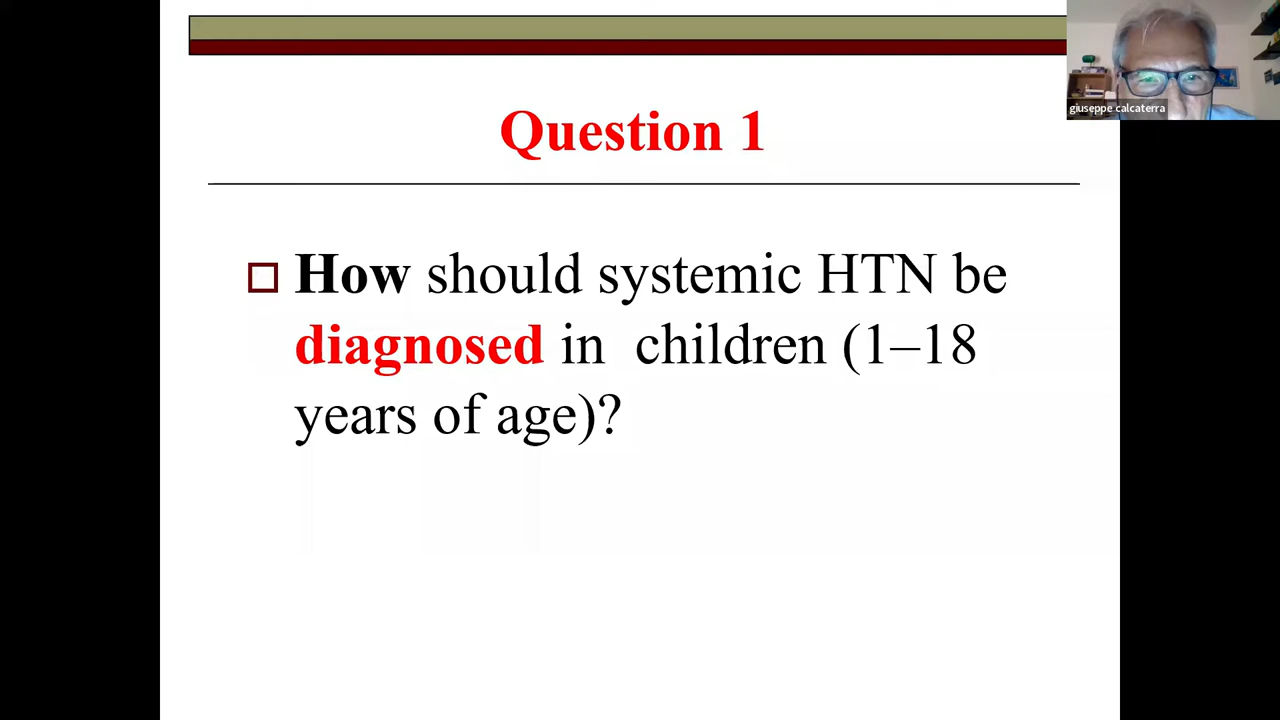 giuseppe calcaterra
Question 1
How should systemic HTN be
diagnosed in children (1–18
years of age)?